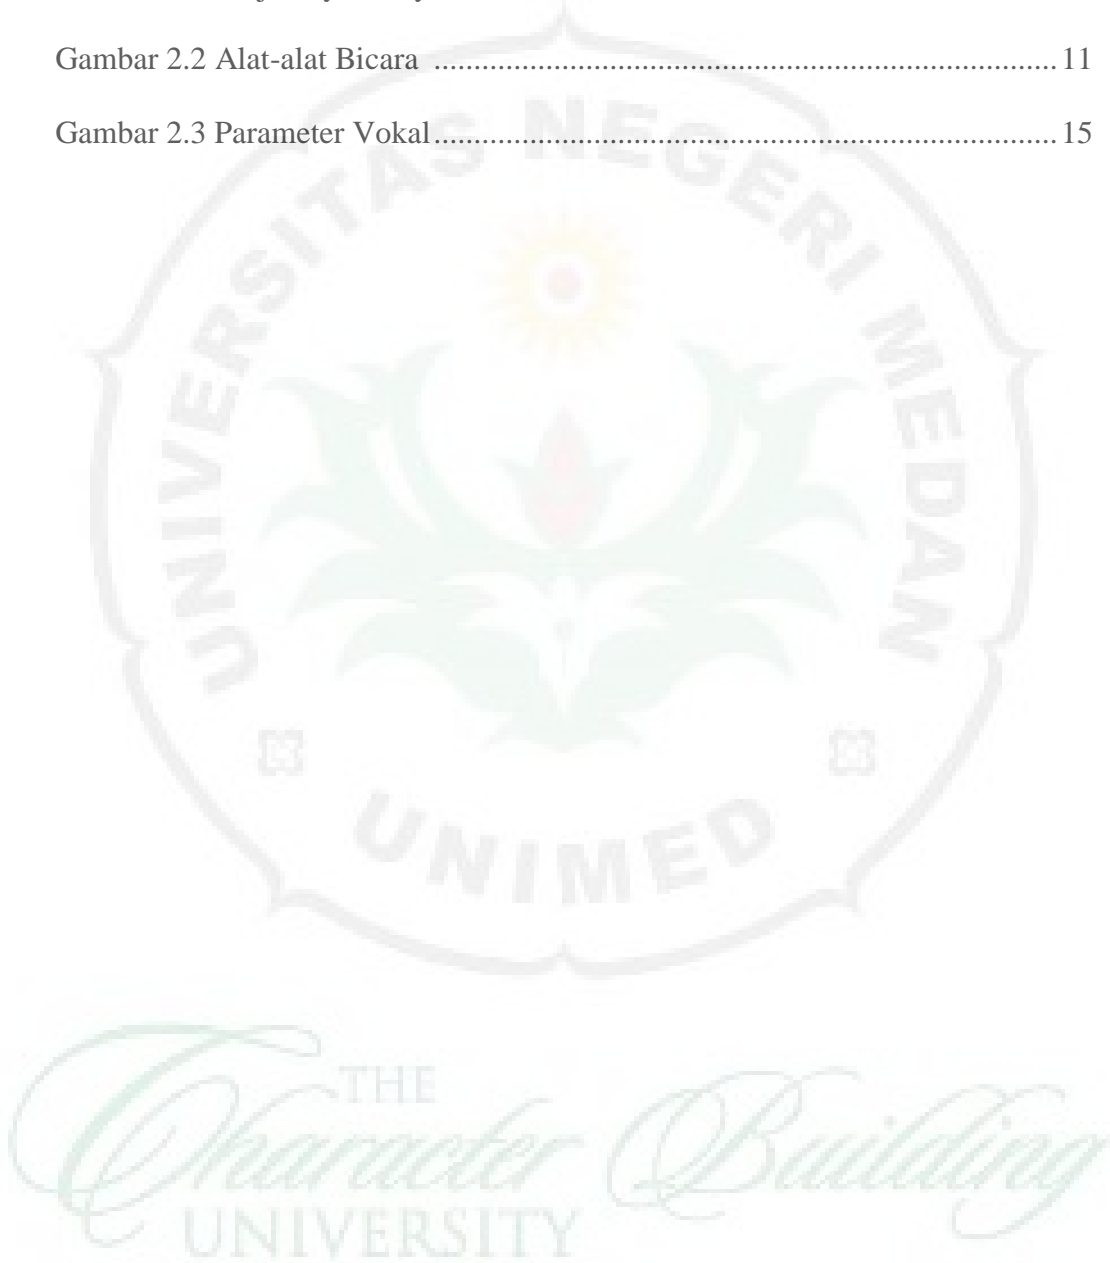 Gambar 2.2 Alat-alat Bicara ................................................................................ 11
Gambar 2.3 Parameter Vokal................................................................................ 15
UNIVERSITAS NEGERI MEDAN
UNIMED
THE
Character Building
UNIVERSITY